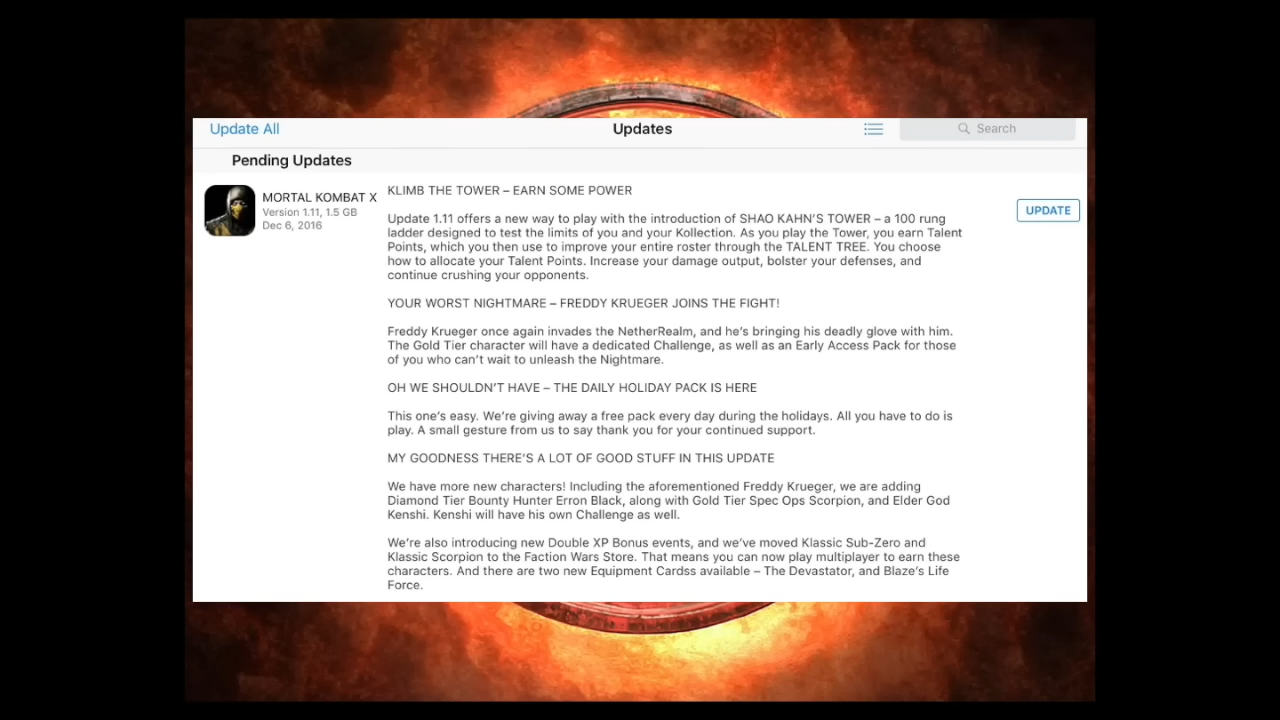 Update All
Updates
Search
Pending Updates
MORTAL KOMBAT X
Version 1.11, 1.5 GB
Dec 6, 2016
UPDATE
KLIMB THE TOWER – EARN SOME POWER
Update 1.11 offers a new way to play with the introduction of SHAO KAHN'S TOWER – a 100 rung
ladder designed to test the limits of you and your Kollection. As you play the Tower, you earn Talent
Points, which you then use to improve your entire roster through the TALENT TREE. You choose
how to allocate your Talent Points. Increase your damage output, bolster your defenses, and
continue crushing your opponents.
YOUR WORST NIGHTMARE – FREDDY KRUEGER JOINS THE FIGHT!
Freddy Krueger once again invades the NetherRealm, and he's bringing his deadly glove with him.
The Gold Tier character will have a dedicated Challenge, as well as an Early Access Pack for those
of you who can't wait to unleash the Nightmare.
OH WE SHOULDN'T HAVE – THE DAILY HOLIDAY PACK IS HERE
This one's easy. We're giving away a free pack every day during the holidays. All you have to do is
play. A small gesture from us to say thank you for your continued support.
MY GOODNESS THERE'S A LOT OF GOOD STUFF IN THIS UPDATE
We have more new characters! Including the aforementioned Freddy Krueger, we are adding
Diamond Tier Bounty Hunter Erron Black, along with Gold Tier Spec Ops Scorpion, and Elder God
Kenshi. Kenshi will have his own Challenge as well.
We're also introducing new Double XP Bonus events, and we've moved Klassic Sub-Zero and
Klassic Scorpion to the Faction Wars Store. That means you can now play multiplayer to earn these
characters. And there are two new Equipment Cardss available – The Devastator, and Blaze's Life
Force.